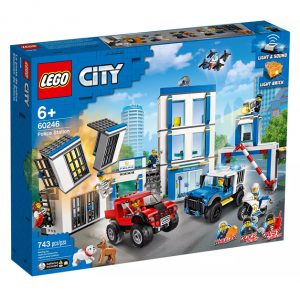 LEGO
CITY
LIGHT & SOUND
LIGHT BRICK
6+
60246
Police Station
743 pcs/pzs